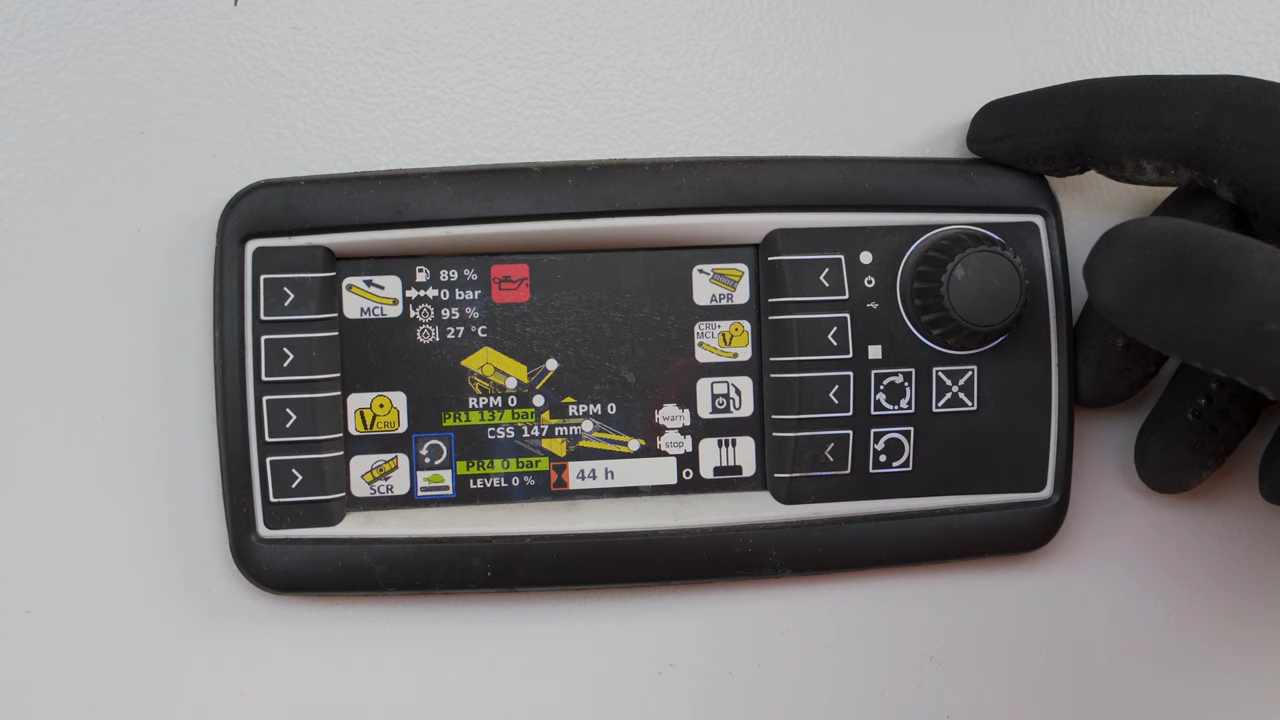 MCL
89 %
0 bar
95 %
27 °C
APR
CRU+
MCL
CRU
RPM 0
RPM 0
PR1 137 bar
CSS 147 mm
warn
stop
SCR
PR4 0 bar
LEVEL 0 %
44 h
o